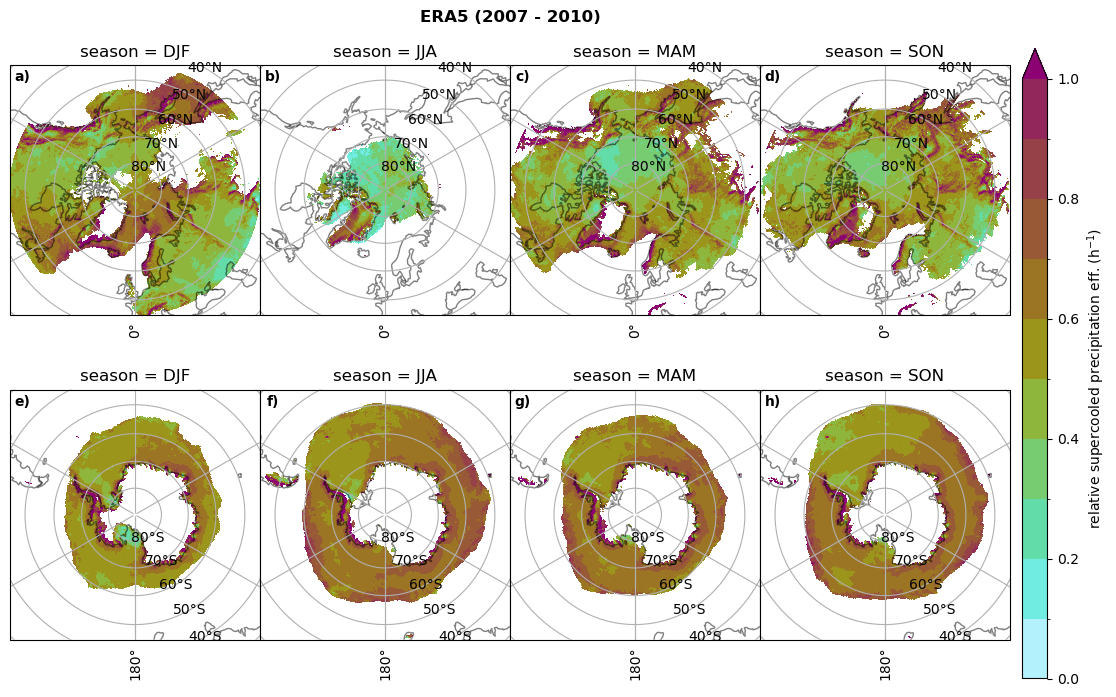 ERA5 (2007 - 2010)
season = DJF
season = JJA
season = MAM
season = SON
a)
b)
c)
d)
40°N
50°N
60°N
70°N
80°N
40°N
50°N
60°N
70°N
80°N
40°N
50°N
60°N
70°N
80°N
40°N
50°N
60°N
70°N
80°N
0°
0°
0°
0°
season = DJF
season = JJA
season = MAM
season = SON
e)
f)
g)
h)
80°S
70°S
60°S
50°S
40°S
80°S
70°S
60°S
50°S
40°S
80°S
70°S
60°S
50°S
40°S
80°S
70°S
60°S
50°S
40°S
180°
180°
180°
180°
1.0
0.8
0.6
0.4
0.2
0.0
relative supercooled precipitation eff. (h⁻¹)